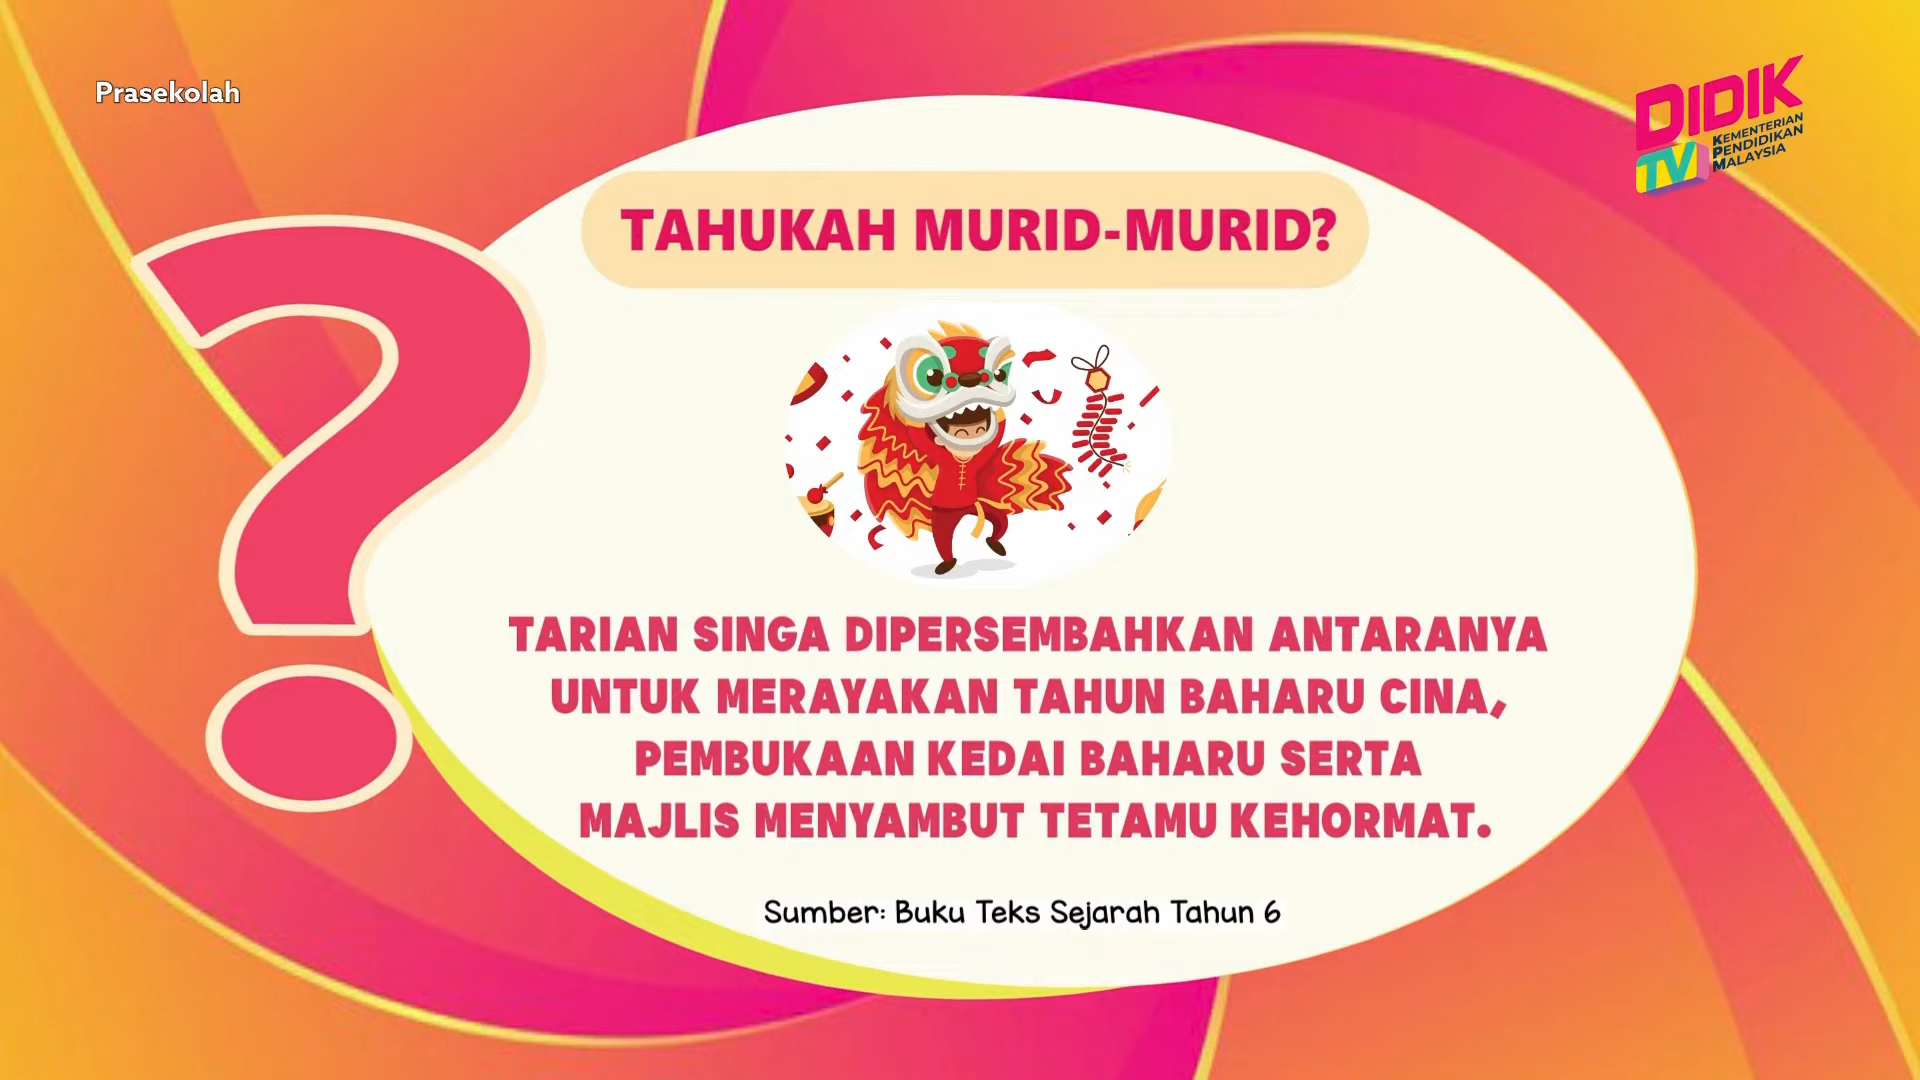 Prasekolah
DIDIK
TV
KEMENTERIAN
PENDIDIKAN
MALAYSIA
TAHUKAH MURID-MURID?
TARIAN SINGA DIPERSEMBAHKAN ANTARANYA
UNTUK MERAYAKAN TAHUN BAHARU CINA,
PEMBUKAAN KEDAI BAHARU SERTA
MAJLIS MENYAMBUT TETAMU KEHORMAT.
Sumber: Buku Teks Sejarah Tahun 6